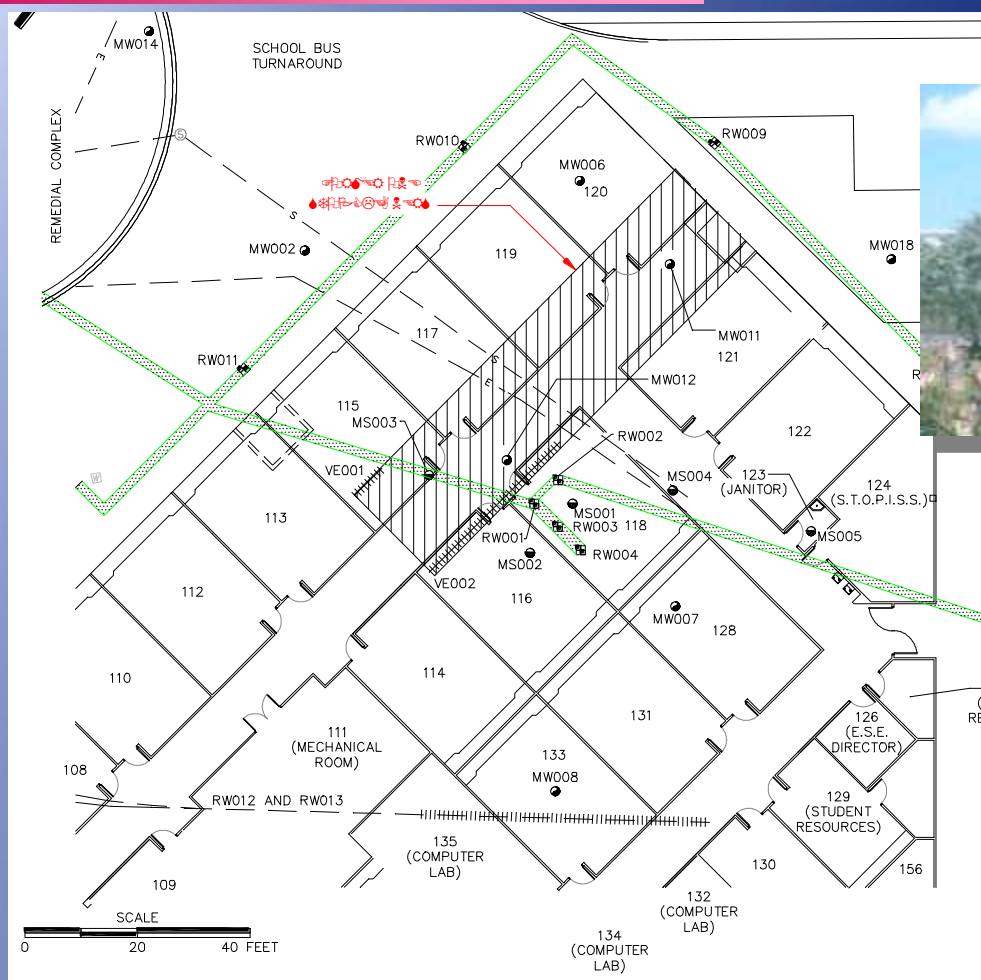 MW014
SCHOOL BUS
TURNAROUND
REMEDIAL COMPLEX
E
S
RW010
RW009
MW006
120
S
MW002
119
MW018
MW011
117
121
RW011
S
E
MW012
115
MS003
RW002
122
VE001
MS004
123
(JANITOR)
124
(S.T.O.P.I.S.S.)
113
MS001
118
RW003
RW001
MS005
MS002
RW004
VE002
112
116
MW007
128
110
114
131
111
(MECHANICAL
ROOM)
126
(E.S.E.
DIRECTOR)
133
108
MW008
RW012 AND RW013
129
(STUDENT
RESOURCES)
135
(COMPUTER
LAB)
130
156
109
132
(COMPUTER
LAB)
SCALE
134
(COMPUTER
LAB)
0 20 40 FEET